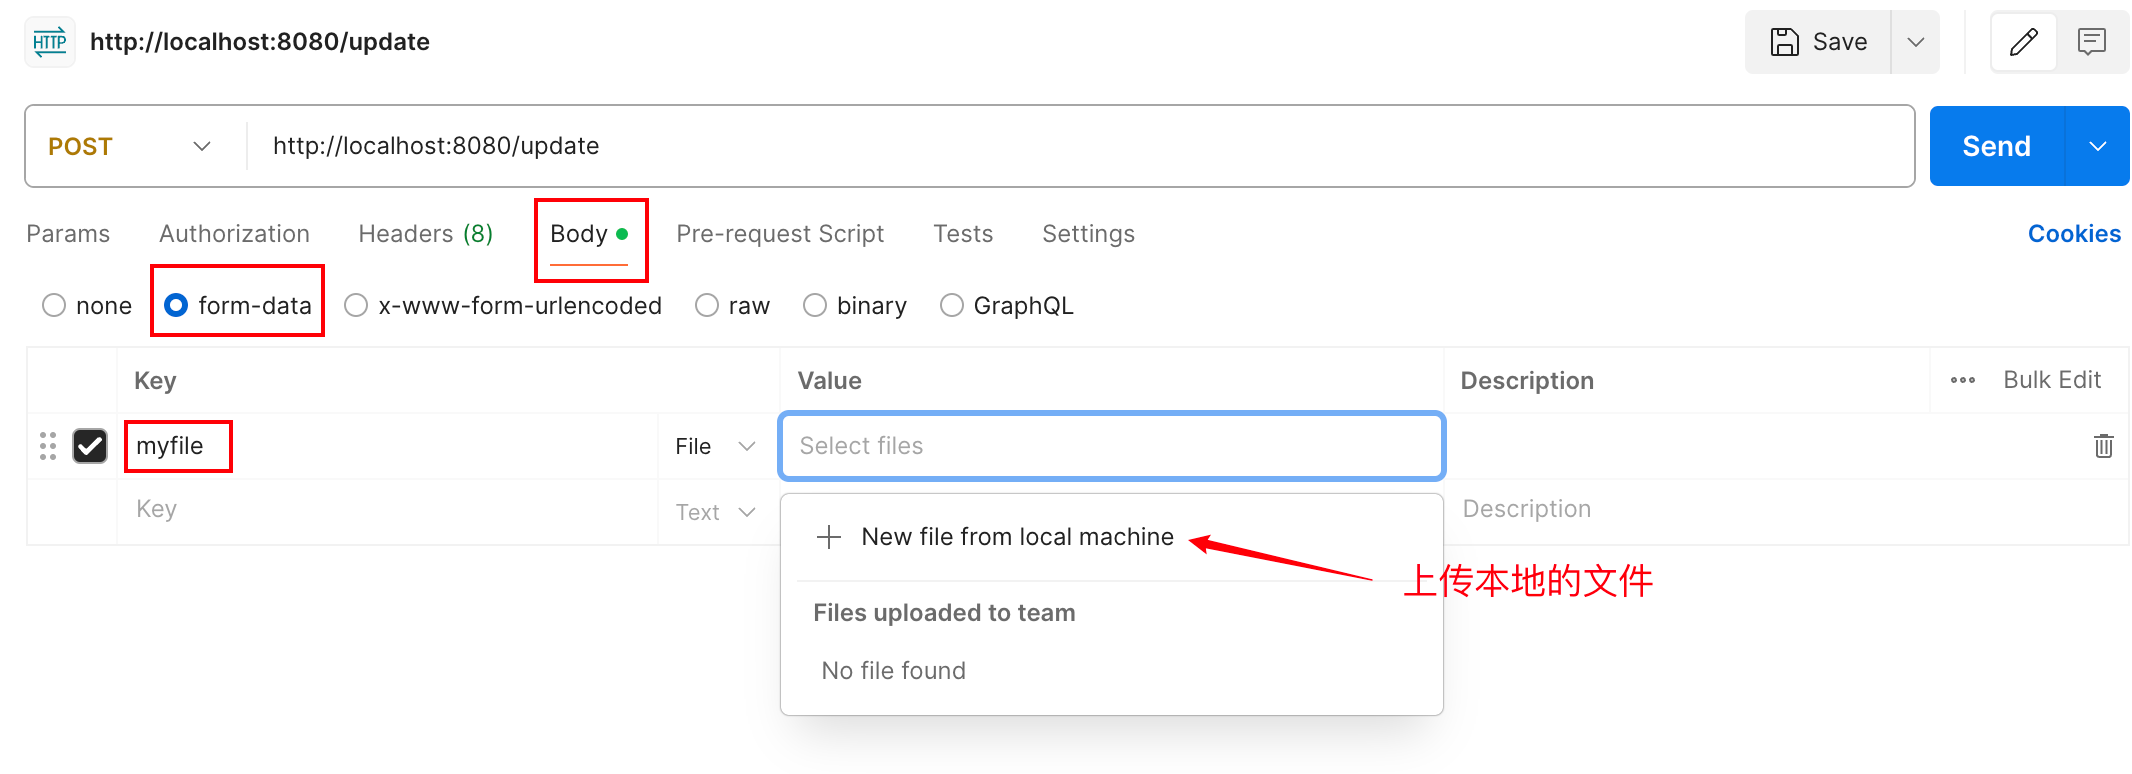 HTTP http://localhost:8080/update Save
POST http://localhost:8080/update Send
Params Authorization Headers (8) Body Pre-request Script Tests Settings Cookies
none form-data x-www-form-urlencoded raw binary GraphQL
Key Value Description Bulk Edit
myfile File Select files
Key Text Description
New file from local machine
上传本地的文件
Files uploaded to team
No file found